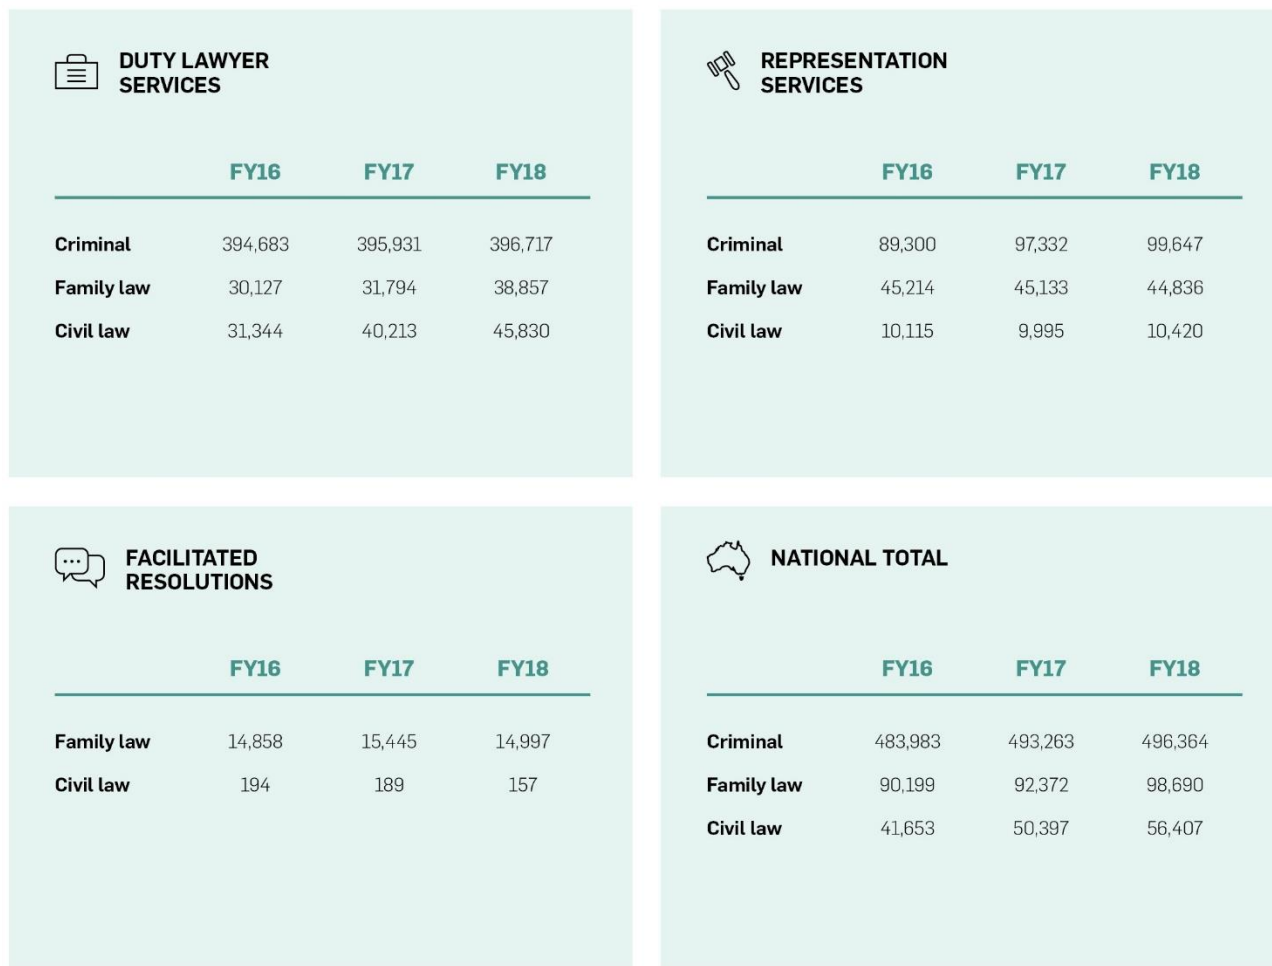 DUTY LAWYER
SERVICES
FY16 FY17 FY18
Criminal 394,683 395,931 396,717
Family law 30,127 31,794 38,857
Civil law 31,344 40,213 45,830
REPRESENTATION
SERVICES
FY16 FY17 FY18
Criminal 89,300 97,332 99,647
Family law 45,214 45,133 44,836
Civil law 10,115 9,995 10,420
FACILITATED
RESOLUTIONS
FY16 FY17 FY18
Family law 14,858 15,445 14,997
Civil law 194 189 157
NATIONAL TOTAL
FY16 FY17 FY18
Criminal 483,983 493,263 496,364
Family law 90,199 92,372 98,690
Civil law 41,653 50,397 56,407